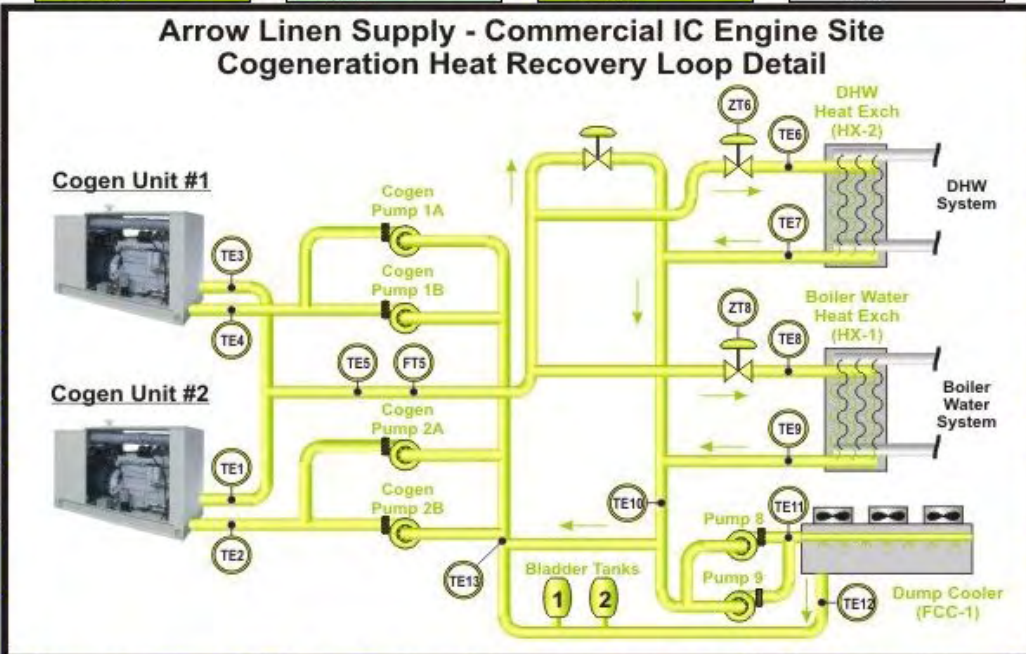 Arrow Linen Supply - Commercial IC Engine Site
Cogeneration Heat Recovery Loop Detail
DHW
Heat Exch
(HX-2)
ZT6
TE6
DHW
System
TE7
Cogen Unit #1
Cogen
Pump 1A
TE3
Cogen
Pump 1B
TE4
Boiler Water
Heat Exch
(HX-1)
ZT8
TE8
TE5
FT5
Boiler
Water
System
Cogen Unit #2
Cogen
Pump 2A
TE9
TE1
Cogen
Pump 2B
TE2
TE10
Pump 8
TE11
TE13
Bladder Tanks
1
2
Pump 9
TE12
Dump Cooler
(FCC-1)